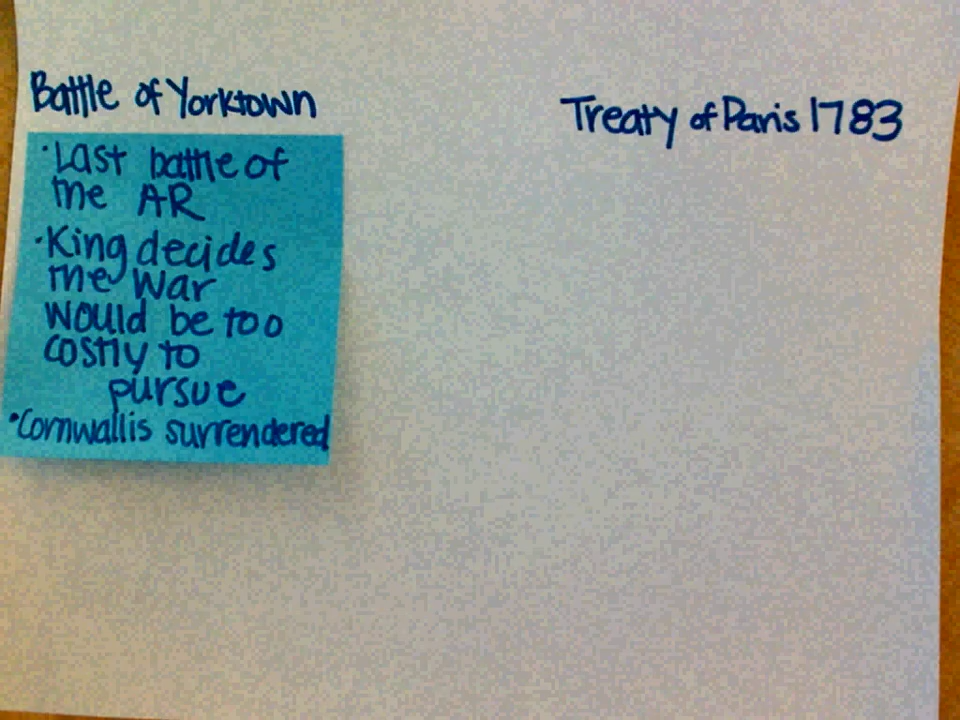 Battle of Yorktown
Treaty of Paris 1783
·Last battle of
the AR
·King decides
the war
would be too
costly to
pursue
·Cornwallis surrendered